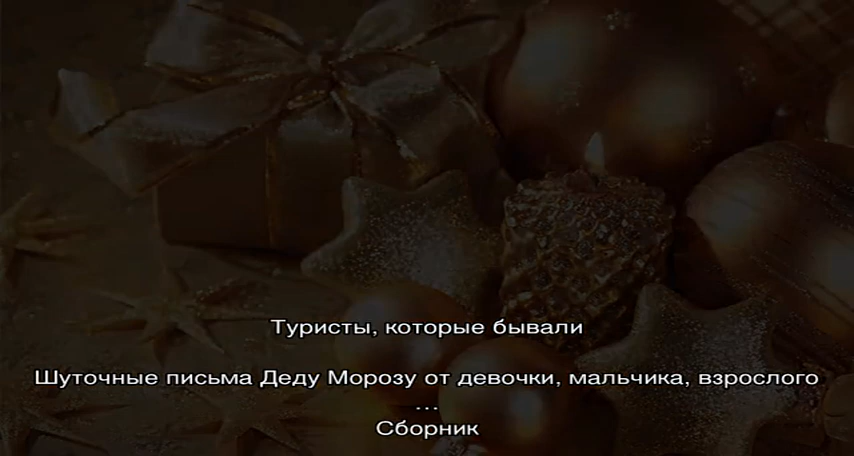 Туристы, которые бывали
Шуточные письма Деду Морозу от девочки, мальчика, взрослого
...
Сборник